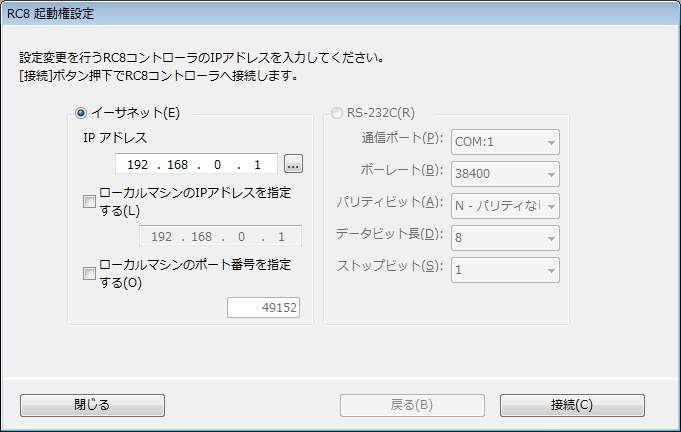 RC8 起動権設定
設定変更を行うRC8コントローラのIPアドレスを入力してください。
[接続]ボタン押下でRC8コントローラへ接続します。
イーサネット(E)
IP アドレス
192 . 168 . 0 . 1
...
ローカルマシンのIPアドレスを指定
する(L)
192 . 168 . 0 . 1
ローカルマシンのポート番号を指定
する(O)
49152
RS-232C(R)
通信ポート(P):
COM:1
ボーレート(B):
38400
パリティビット(A):
N - パリティなし
データビット長(D):
8
ストップビット(S):
1
閉じる
戻る(B)
接続(C)